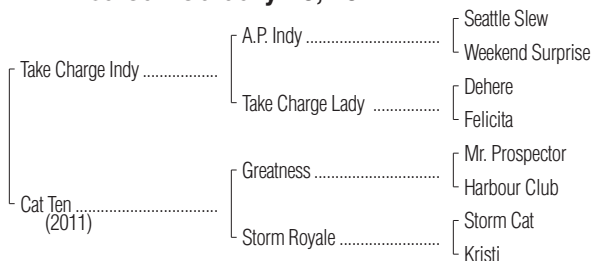 A.P. Indy
Seattle Slew
Weekend Surprise
Take Charge Indy
Take Charge Lady
Dehere
Felicita
Greatness
Mr. Prospector
Harbour Club
Cat Ten
(2011)
Storm Royale
Storm Cat
Kristi